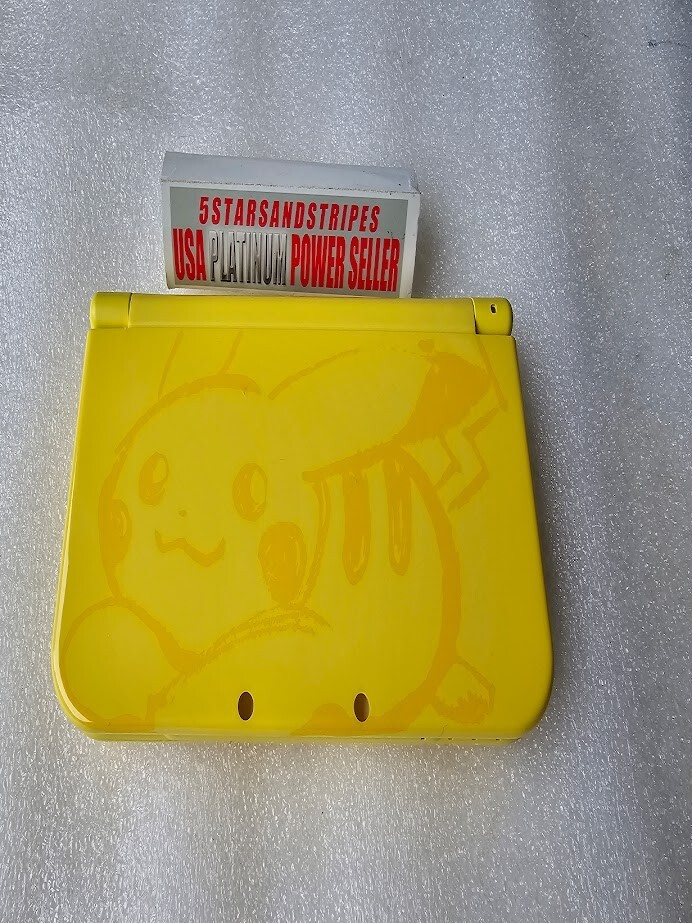 5STARSANDSTRIPES
USA PLATINUM POWER SELLER